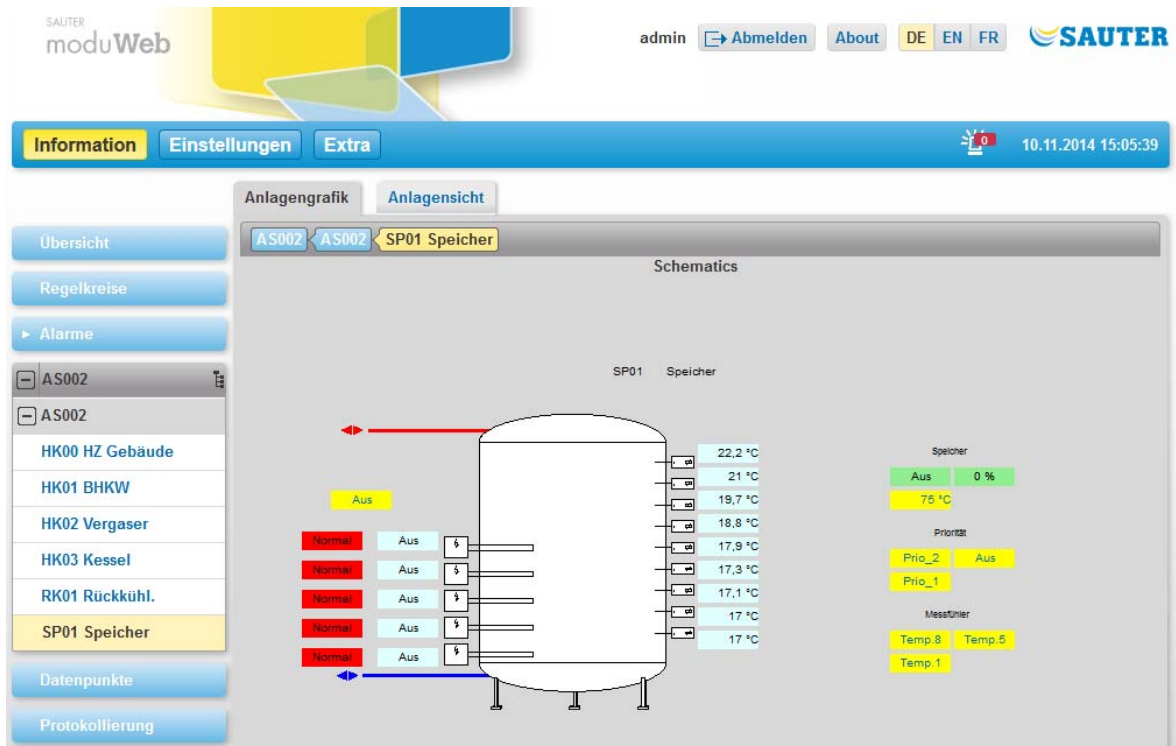 SAUTER
moduWeb
admin Abmelden About DE EN FR SAUTER
Information Einstellungen Extra 0 10.11.2014 15:05:39
Anlagengrafik Anlagensicht
AS002 AS002 SP01 Speicher
Übersicht
Regelkreise
Alarme
AS002
AS002
HK00 HZ Gebäude
HK01 BHKW
HK02 Vergaser
HK03 Kessel
RK01 Rückkühl.
SP01 Speicher
Datenpunkte
Protokollierung
Schematics
SP01 Speicher
Aus
Normal Aus
Normal Aus
Normal Aus
Normal Aus
Normal Aus
22,2 °C
21 °C
19,7 °C
18,8 °C
17,9 °C
17,3 °C
17,1 °C
17 °C
17 °C
Speicher
Aus 0 %
75 °C
Priorität
Prio_2 Aus
Prio_1
Messfühler
Temp.8 Temp.5
Temp.1